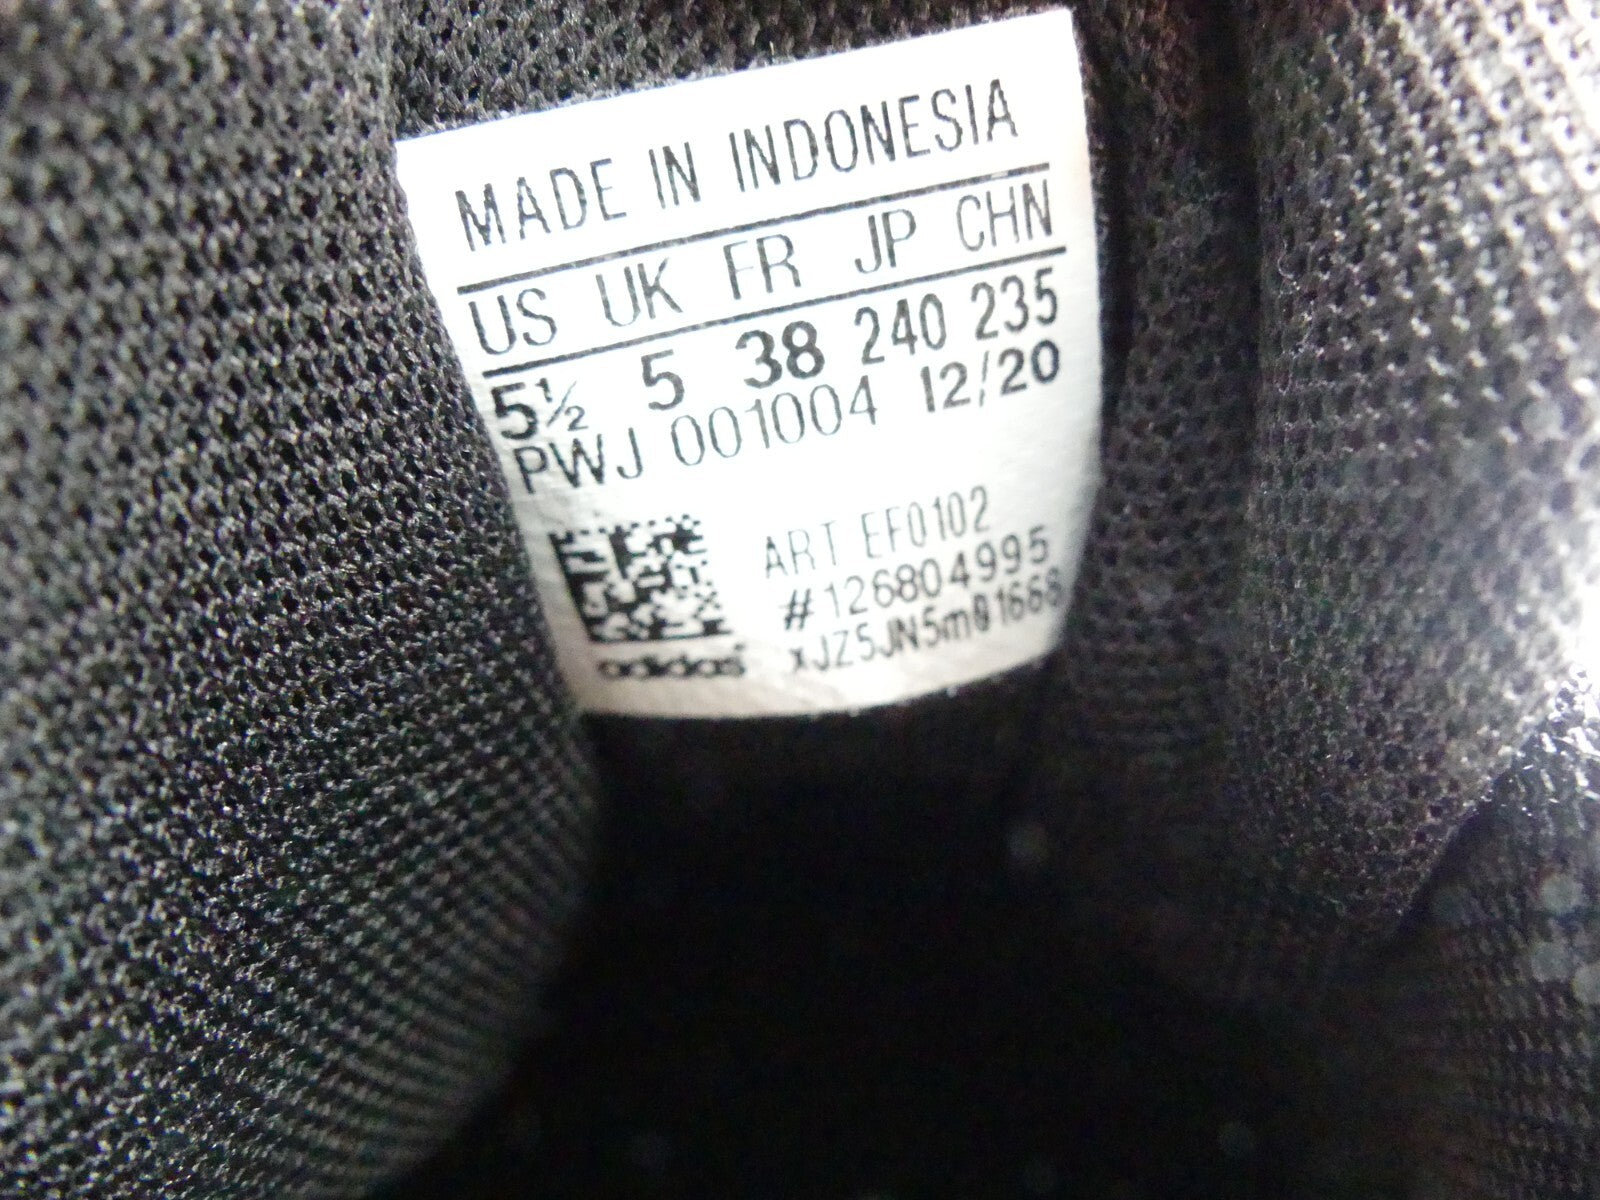 MADE IN INDONESIA
US UK FR JP CHN
5½ 5 38 240 235
PWJ 001004 12/20
ART EF0102
#126804995
xJZ5JN5m01668
adidas